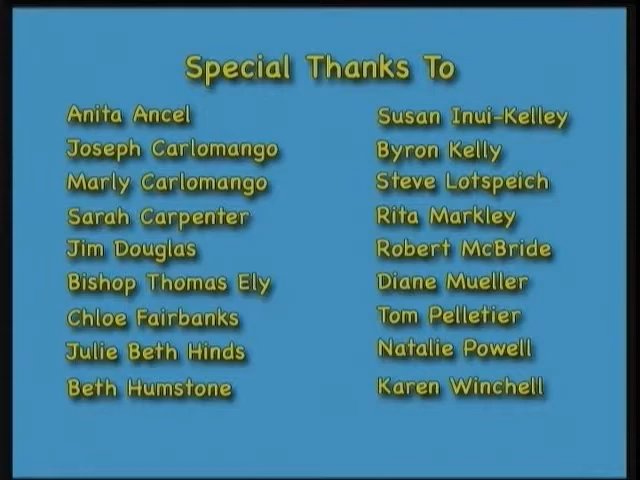 Special Thanks To
Anita Ancel
Joseph Carlomango
Marly Carlomango
Sarah Carpenter
Jim Douglas
Bishop Thomas Ely
Chloe Fairbanks
Julie Beth Hinds
Beth Humstone
Susan Inui-Kelley
Byron Kelly
Steve Lotspeich
Rita Markley
Robert McBride
Diane Mueller
Tom Pelletier
Natalie Powell
Karen Winchell